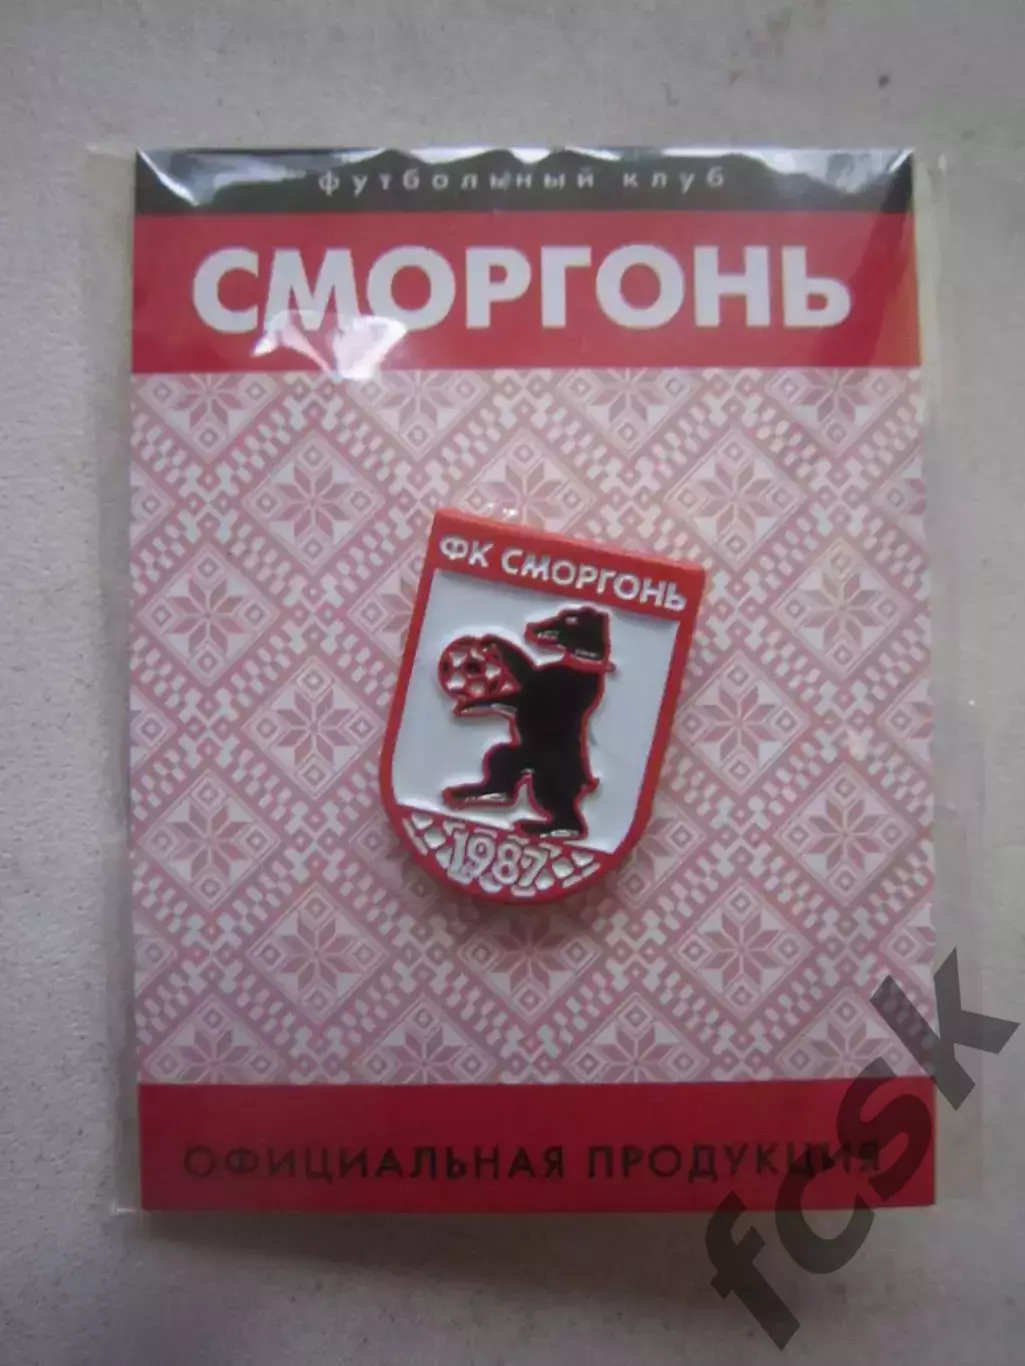 футбольный клуб
СМОРГОНЬ
ФК СМОРГОНЬ
1987
ОФИЦИАЛЬНАЯ ПРОДУКЦИЯ
fcsk